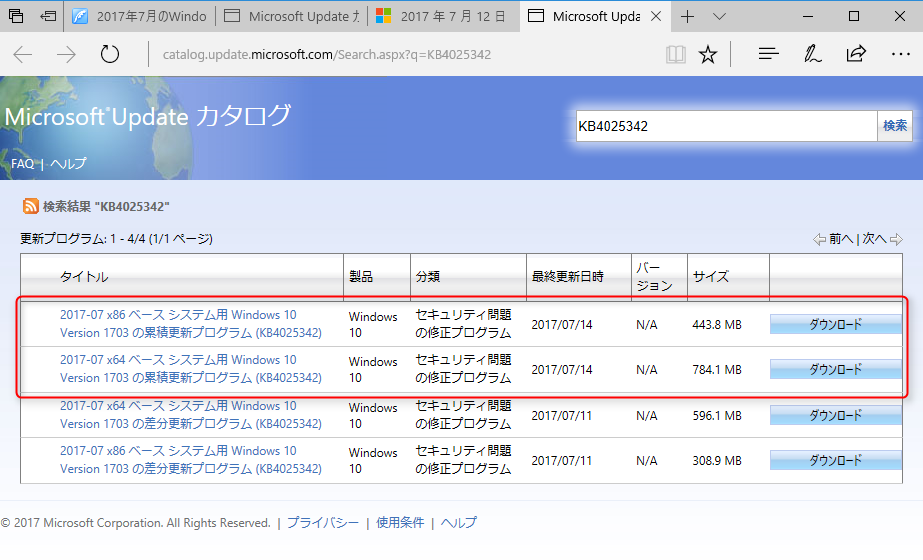 2017年7月のWindo
Microsoft Update カ
2017 年 7 月 12 日
Microsoft Upda
catalog.update.microsoft.com/Search.aspx?q=KB4025342
Microsoft®Update カタログ
KB4025342
検索
FAQ | ヘルプ
検索結果 "KB4025342"
更新プログラム: 1 - 4/4 (1/1 ページ)
前へ | 次へ
タイトル 製品 分類 最終更新日時 バージョン サイズ
2017-07 x86 ベース システム用 Windows 10
Version 1703 の累積更新プログラム (KB4025342)
Windows
10
セキュリティ問題
の修正プログラム
2017/07/14
N/A
443.8 MB
ダウンロード
2017-07 x64 ベース システム用 Windows 10
Version 1703 の累積更新プログラム (KB4025342)
Windows
10
セキュリティ問題
の修正プログラム
2017/07/14
N/A
784.1 MB
ダウンロード
2017-07 x64 ベース システム用 Windows 10
Version 1703 の差分更新プログラム (KB4025342)
Windows
10
セキュリティ問題
の修正プログラム
2017/07/11
N/A
596.1 MB
ダウンロード
2017-07 x86 ベース システム用 Windows 10
Version 1703 の差分更新プログラム (KB4025342)
Windows
10
セキュリティ問題
の修正プログラム
2017/07/11
N/A
308.9 MB
ダウンロード
© 2017 Microsoft Corporation. All Rights Reserved. | プライバシー | 使用条件 | ヘルプ